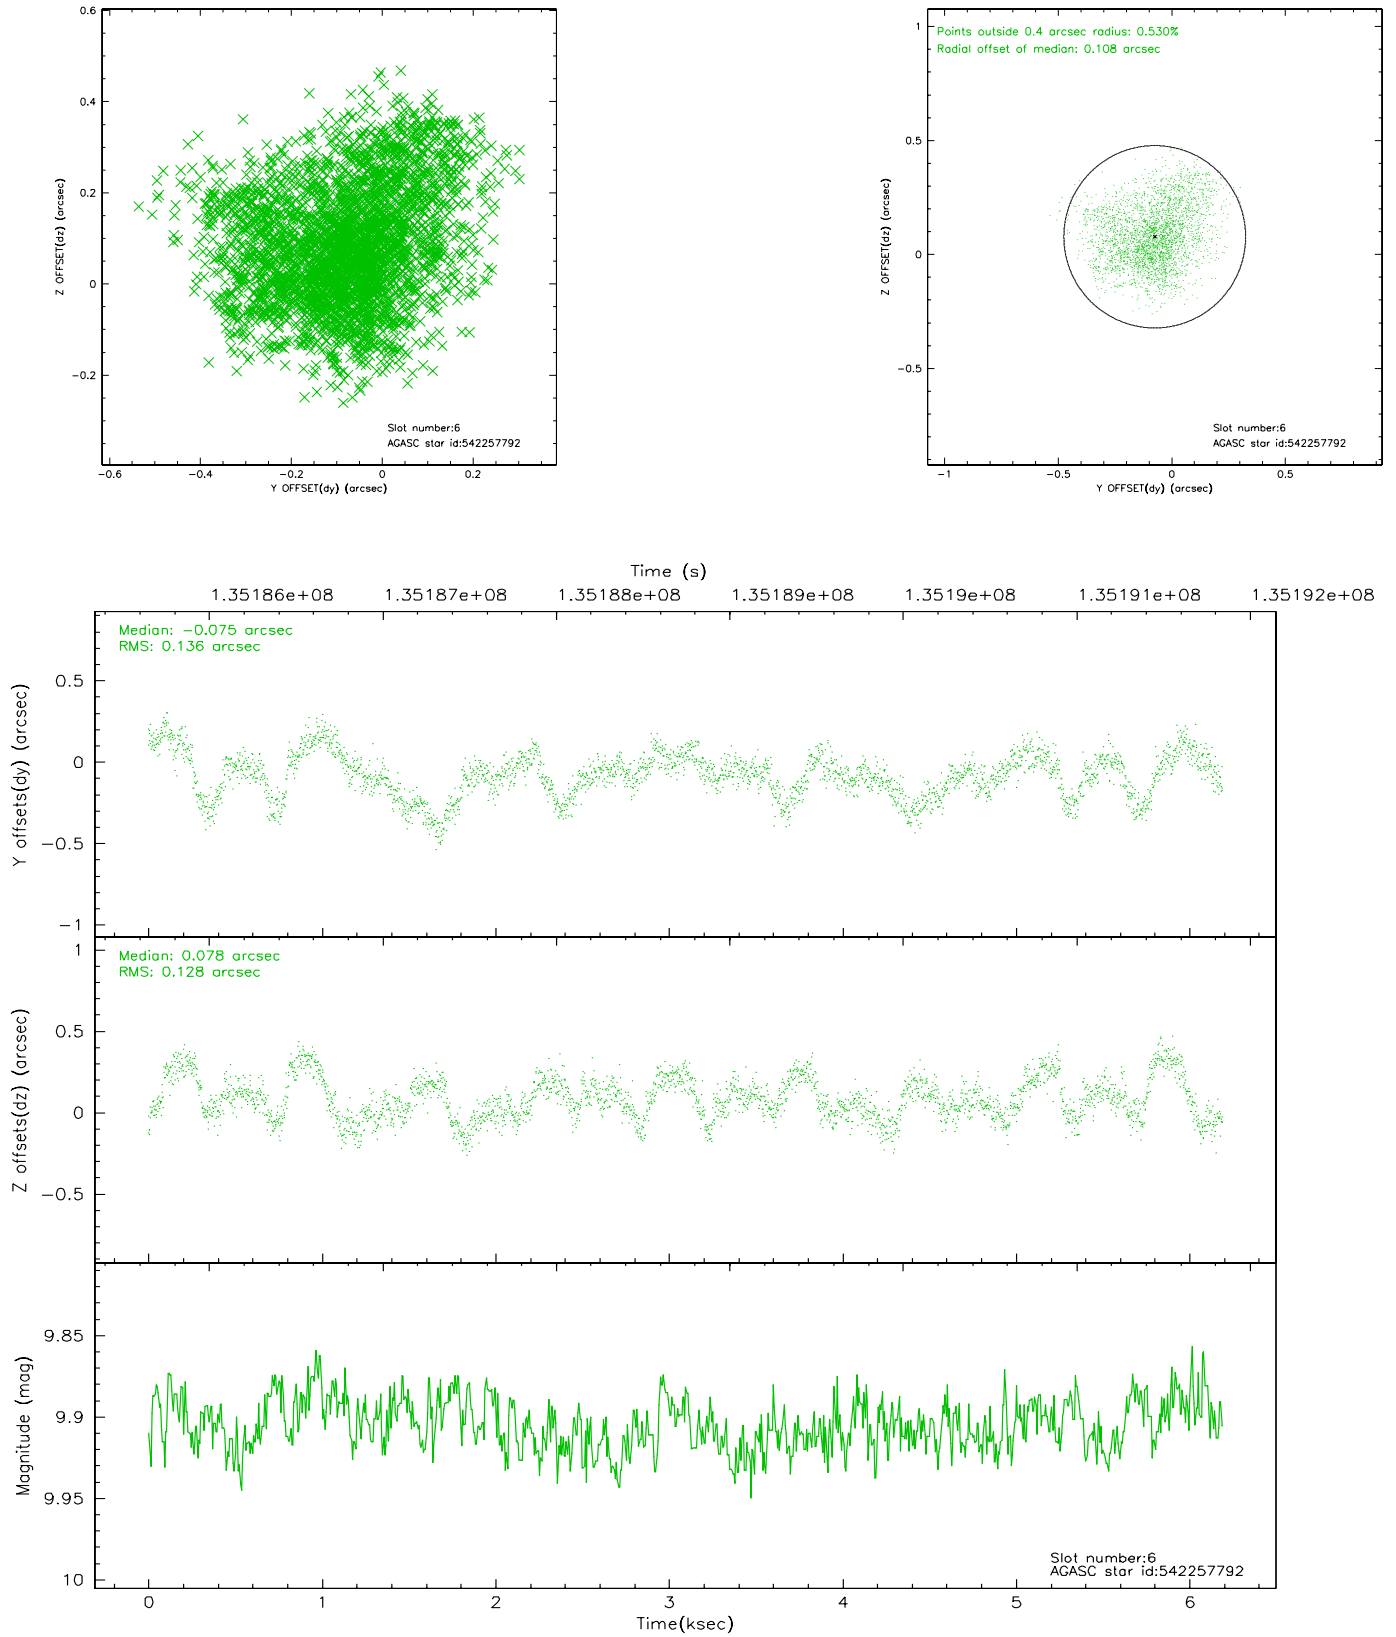 0.6
0.4
0.2
0
−0.2
Z OFFSET(dz) (arcsec)
Slot number:6
AGASC star id:542257792
−0.6 −0.4 −0.2 0 0.2
Y OFFSET(dy) (arcsec)
Points outside 0.4 arcsec radius: 0.530%
Radial offset of median: 0.108 arcsec
1
0.5
0
−0.5
Z OFFSET(dz) (arcsec)
Slot number:6
AGASC star id:542257792
−1 −0.5 0 0.5
Y OFFSET(dy) (arcsec)
Time (s)
1.35186e+08 1.35187e+08 1.35188e+08 1.35189e+08 1.3519e+08 1.35191e+08 1.35192e+08
Median: −0.075 arcsec
RMS: 0.136 arcsec
0.5
0
−0.5
−1
Y offsets(dy) (arcsec)
Median: 0.078 arcsec
RMS: 0.128 arcsec
1
0.5
0
−0.5
Z offsets(dz) (arcsec)
9.85
9.9
9.95
10
Magnitude (mag)
Slot number:6
AGASC star id:542257792
0 1 2 3 4 5 6
Time(ksec)